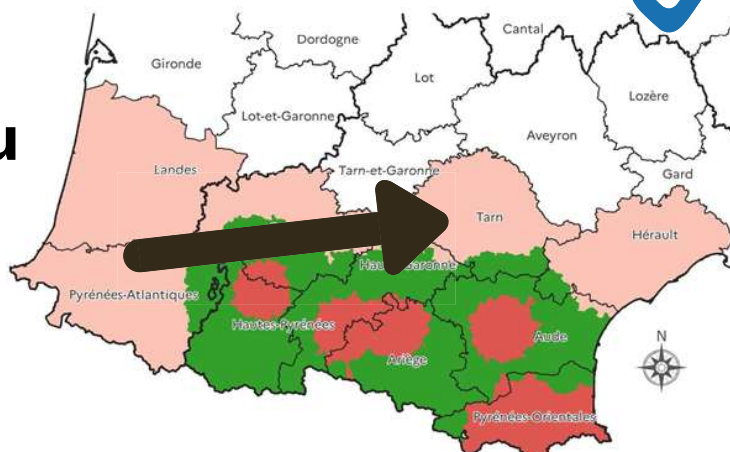 Dordogne
Cantal
Gironde
Lot
Lozère
Lot-et-Garonne
Aveyron
u
Landes
Tarn-et-Garonne
Gard
Tarn
Hérault
Haute-Garonne
Pyrénées-Atlantiques
Hautes-Pyrénées
Aude
N
Ariège
Pyrénées-Orientales